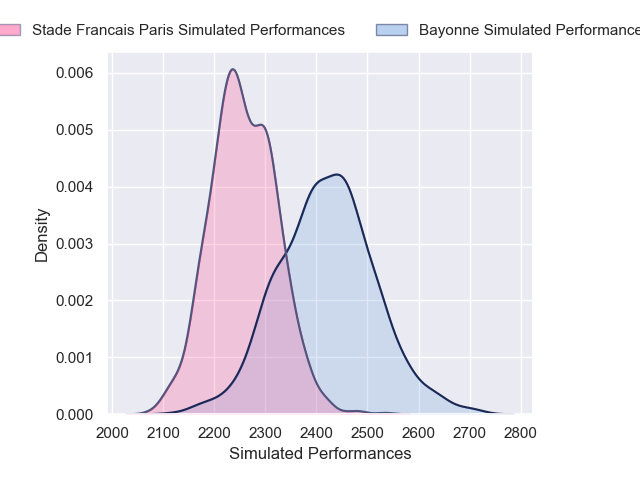 Stade Francais Paris Simulated Performances Bayonne Simulated Performance
0.006
0.005
0.004
0.003
0.002
0.001
0.000
Density
2000 2100 2200 2300 2400 2500 2600 2700 2800
Simulated Performances